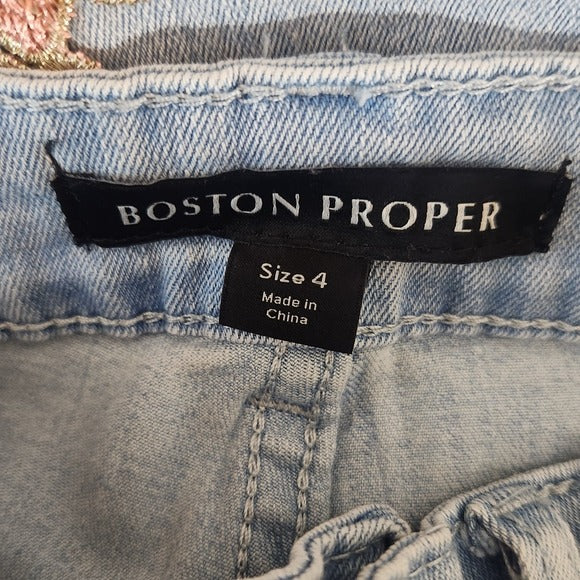 BOSTON PROPER
Size 4
Made in
China